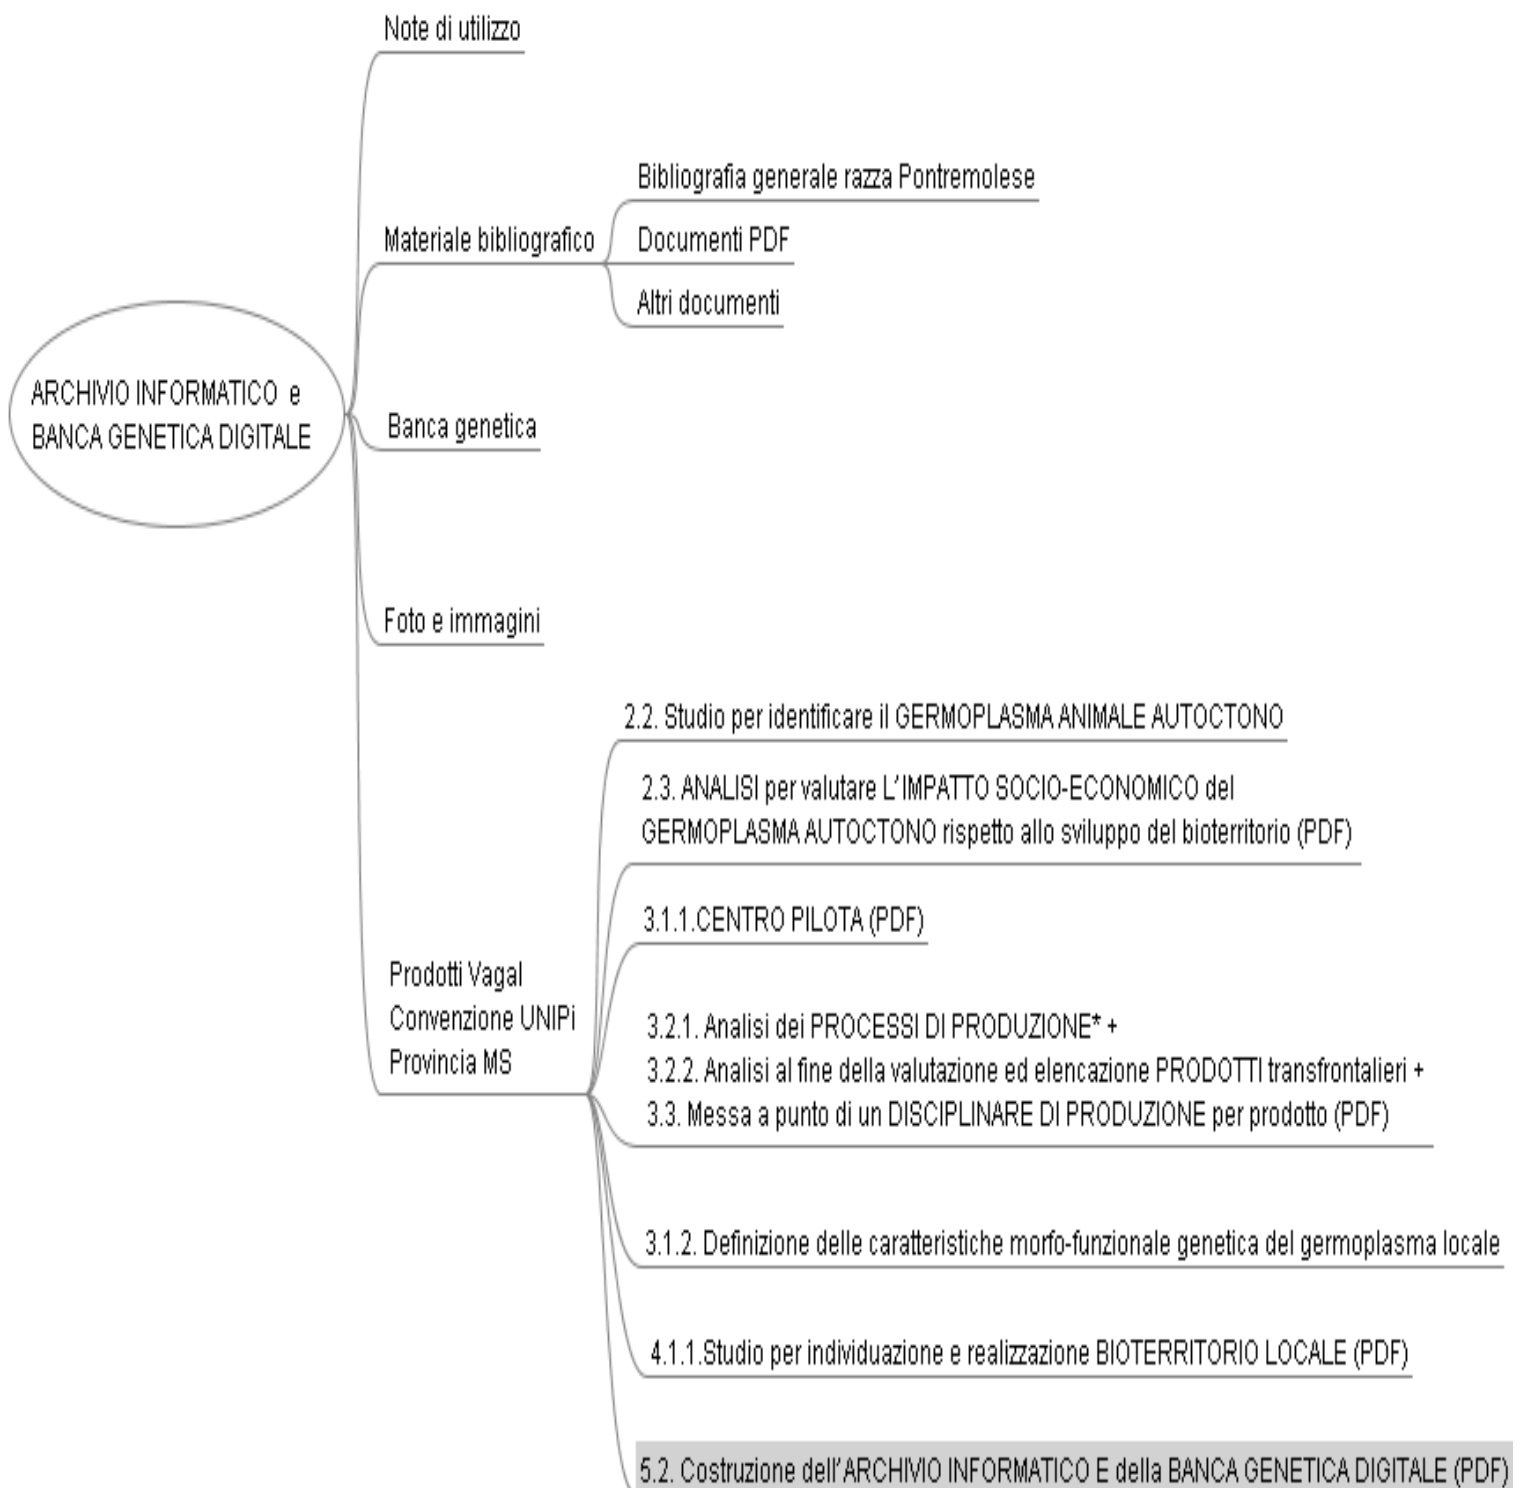 Note di utilizzo
Bibliografia generale razza Pontremolese
Materiale bibliografico
Documenti PDF
Altri documenti
ARCHIVIO INFORMATICO e
BANCA GENETICA DIGITALE
Banca genetica
Foto e immagini
Prodotti Vagal
Convenzione UNIPi
Provincia MS
2.2. Studio per identificare il GERMOPLASMA ANIMALE AUTOCTONO
2.3. ANALISI per valutare L'IMPATTO SOCIO-ECONOMICO del
GERMOPLASMA AUTOCTONO rispetto allo sviluppo del bioterritorio (PDF)
3.1.1.CENTRO PILOTA (PDF)
3.2.1. Analisi dei PROCESSI DI PRODUZIONE* +
3.2.2. Analisi al fine della valutazione ed elencazione PRODOTTI transfrontalieri +
3.3. Messa a punto di un DISCIPLINARE DI PRODUZIONE per prodotto (PDF)
3.1.2. Definizione delle caratteristiche morfo-funzionale genetica del germoplasma locale
4.1.1.Studio per individuazione e realizzazione BIOTERRITORIO LOCALE (PDF)
5.2. Costruzione dell'ARCHIVIO INFORMATICO E della BANCA GENETICA DIGITALE (PDF)